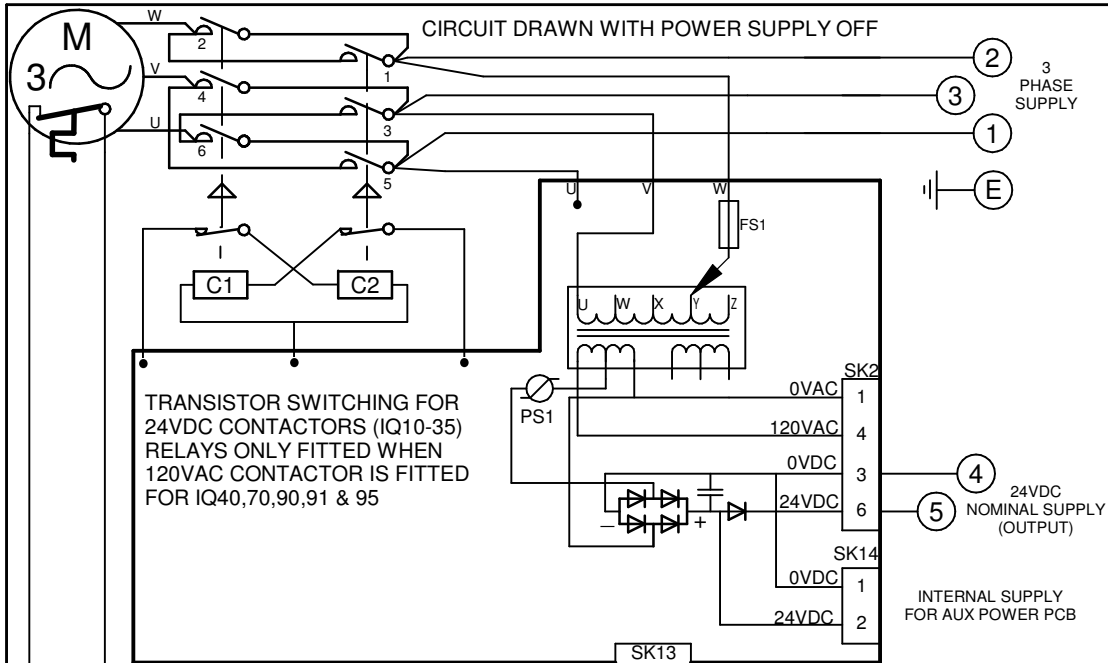 CIRCUIT DRAWN WITH POWER SUPPLY OFF
W
M
3
V
U
2
1
4
3
6
5
2
3
1
E
3
PHASE
SUPPLY
U
V
W
FS1
I
I
C1
C2
U
W
X
Y
Z
PS1
TRANSISTOR SWITCHING FOR
24VDC CONTACTORS (IQ10-35)
RELAYS ONLY FITTED WHEN
120VAC CONTACTOR IS FITTED
FOR IQ40,70,90,91 & 95
SK2
0VAC
1
120VAC
4
0VDC
3
24VDC
6
4
5
24VDC
NOMINAL SUPPLY
(OUTPUT)
–
+
SK14
0VDC
1
24VDC
2
INTERNAL SUPPLY
FOR AUX POWER PCB
SK13